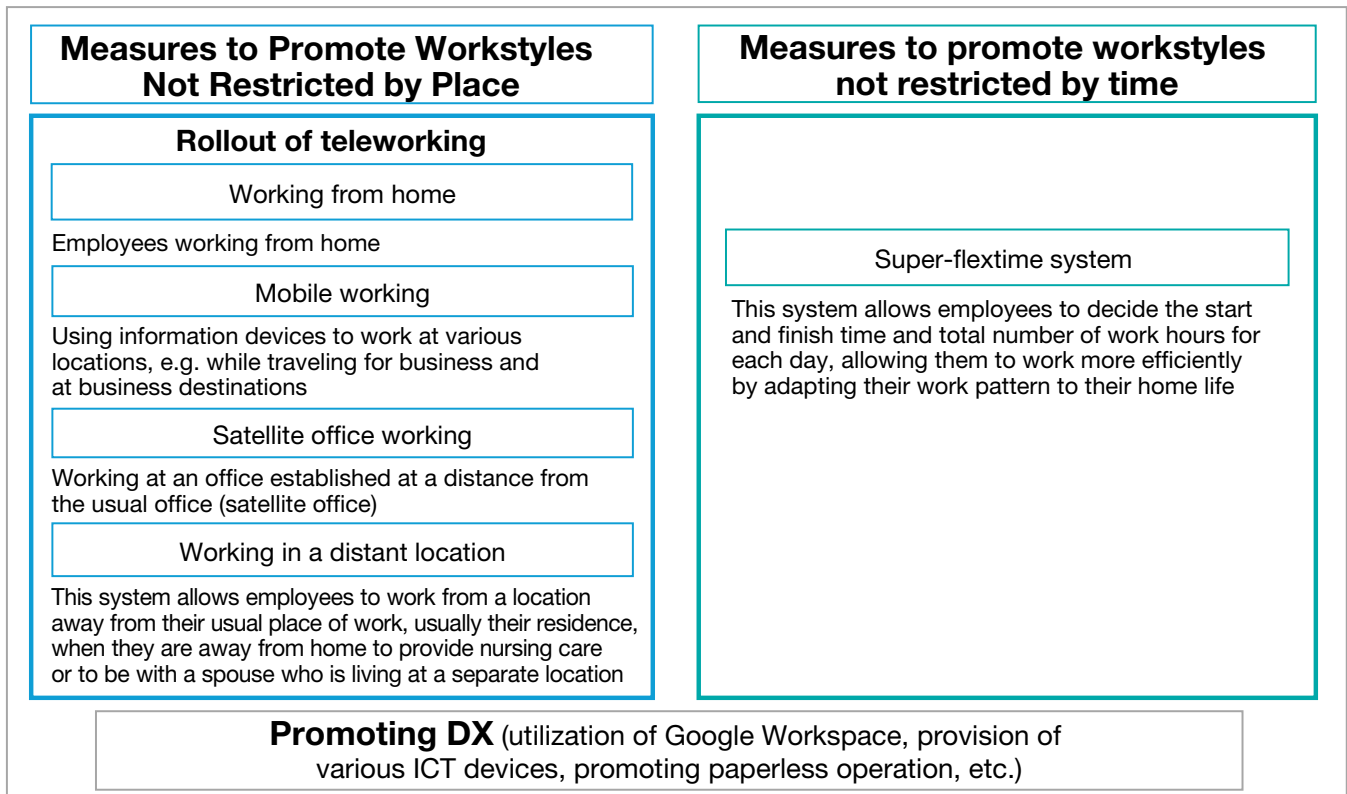 Measures to Promote Workstyles
Not Restricted by Place
Rollout of teleworking
Working from home
Employees working from home
Mobile working
Using information devices to work at various
locations, e.g. while traveling for business and
at business destinations
Satellite office working
Working at an office established at a distance from
the usual office (satellite office)
Working in a distant location
This system allows employees to work from a location
away from their usual place of work, usually their residence,
when they are away from home to provide nursing care
or to be with a spouse who is living at a separate location
Measures to promote workstyles
not restricted by time
Super-flextime system
This system allows employees to decide the start
and finish time and total number of work hours for
each day, allowing them to work more efficiently
by adapting their work pattern to their home life
Promoting DX (utilization of Google Workspace, provision of
various ICT devices, promoting paperless operation, etc.)